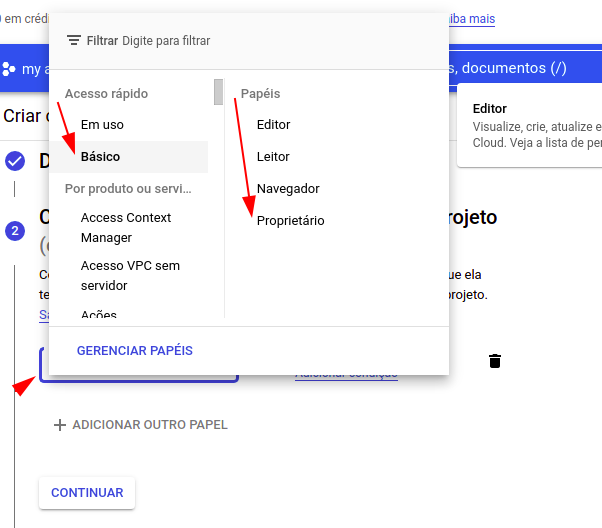 em créd
iba mais
Filtrar Digite para filtrar
my a
s, documentos (/)
Acesso rápido
Papéis
Em uso
Editor
Básico
Leitor
Por produto ou servi...
Navegador
Access Context
Manager
Proprietário
Acesso VPC sem
servidor
Ações
GERENCIAR PAPÉIS
Editor
Visualize, crie, atualize e
Cloud. Veja a lista de per
Criar
D
2
C
rojeto
(
C
ue ela
te
rojeto.
Sa
Adicionar condição
ADICIONAR OUTRO PAPEL
CONTINUAR